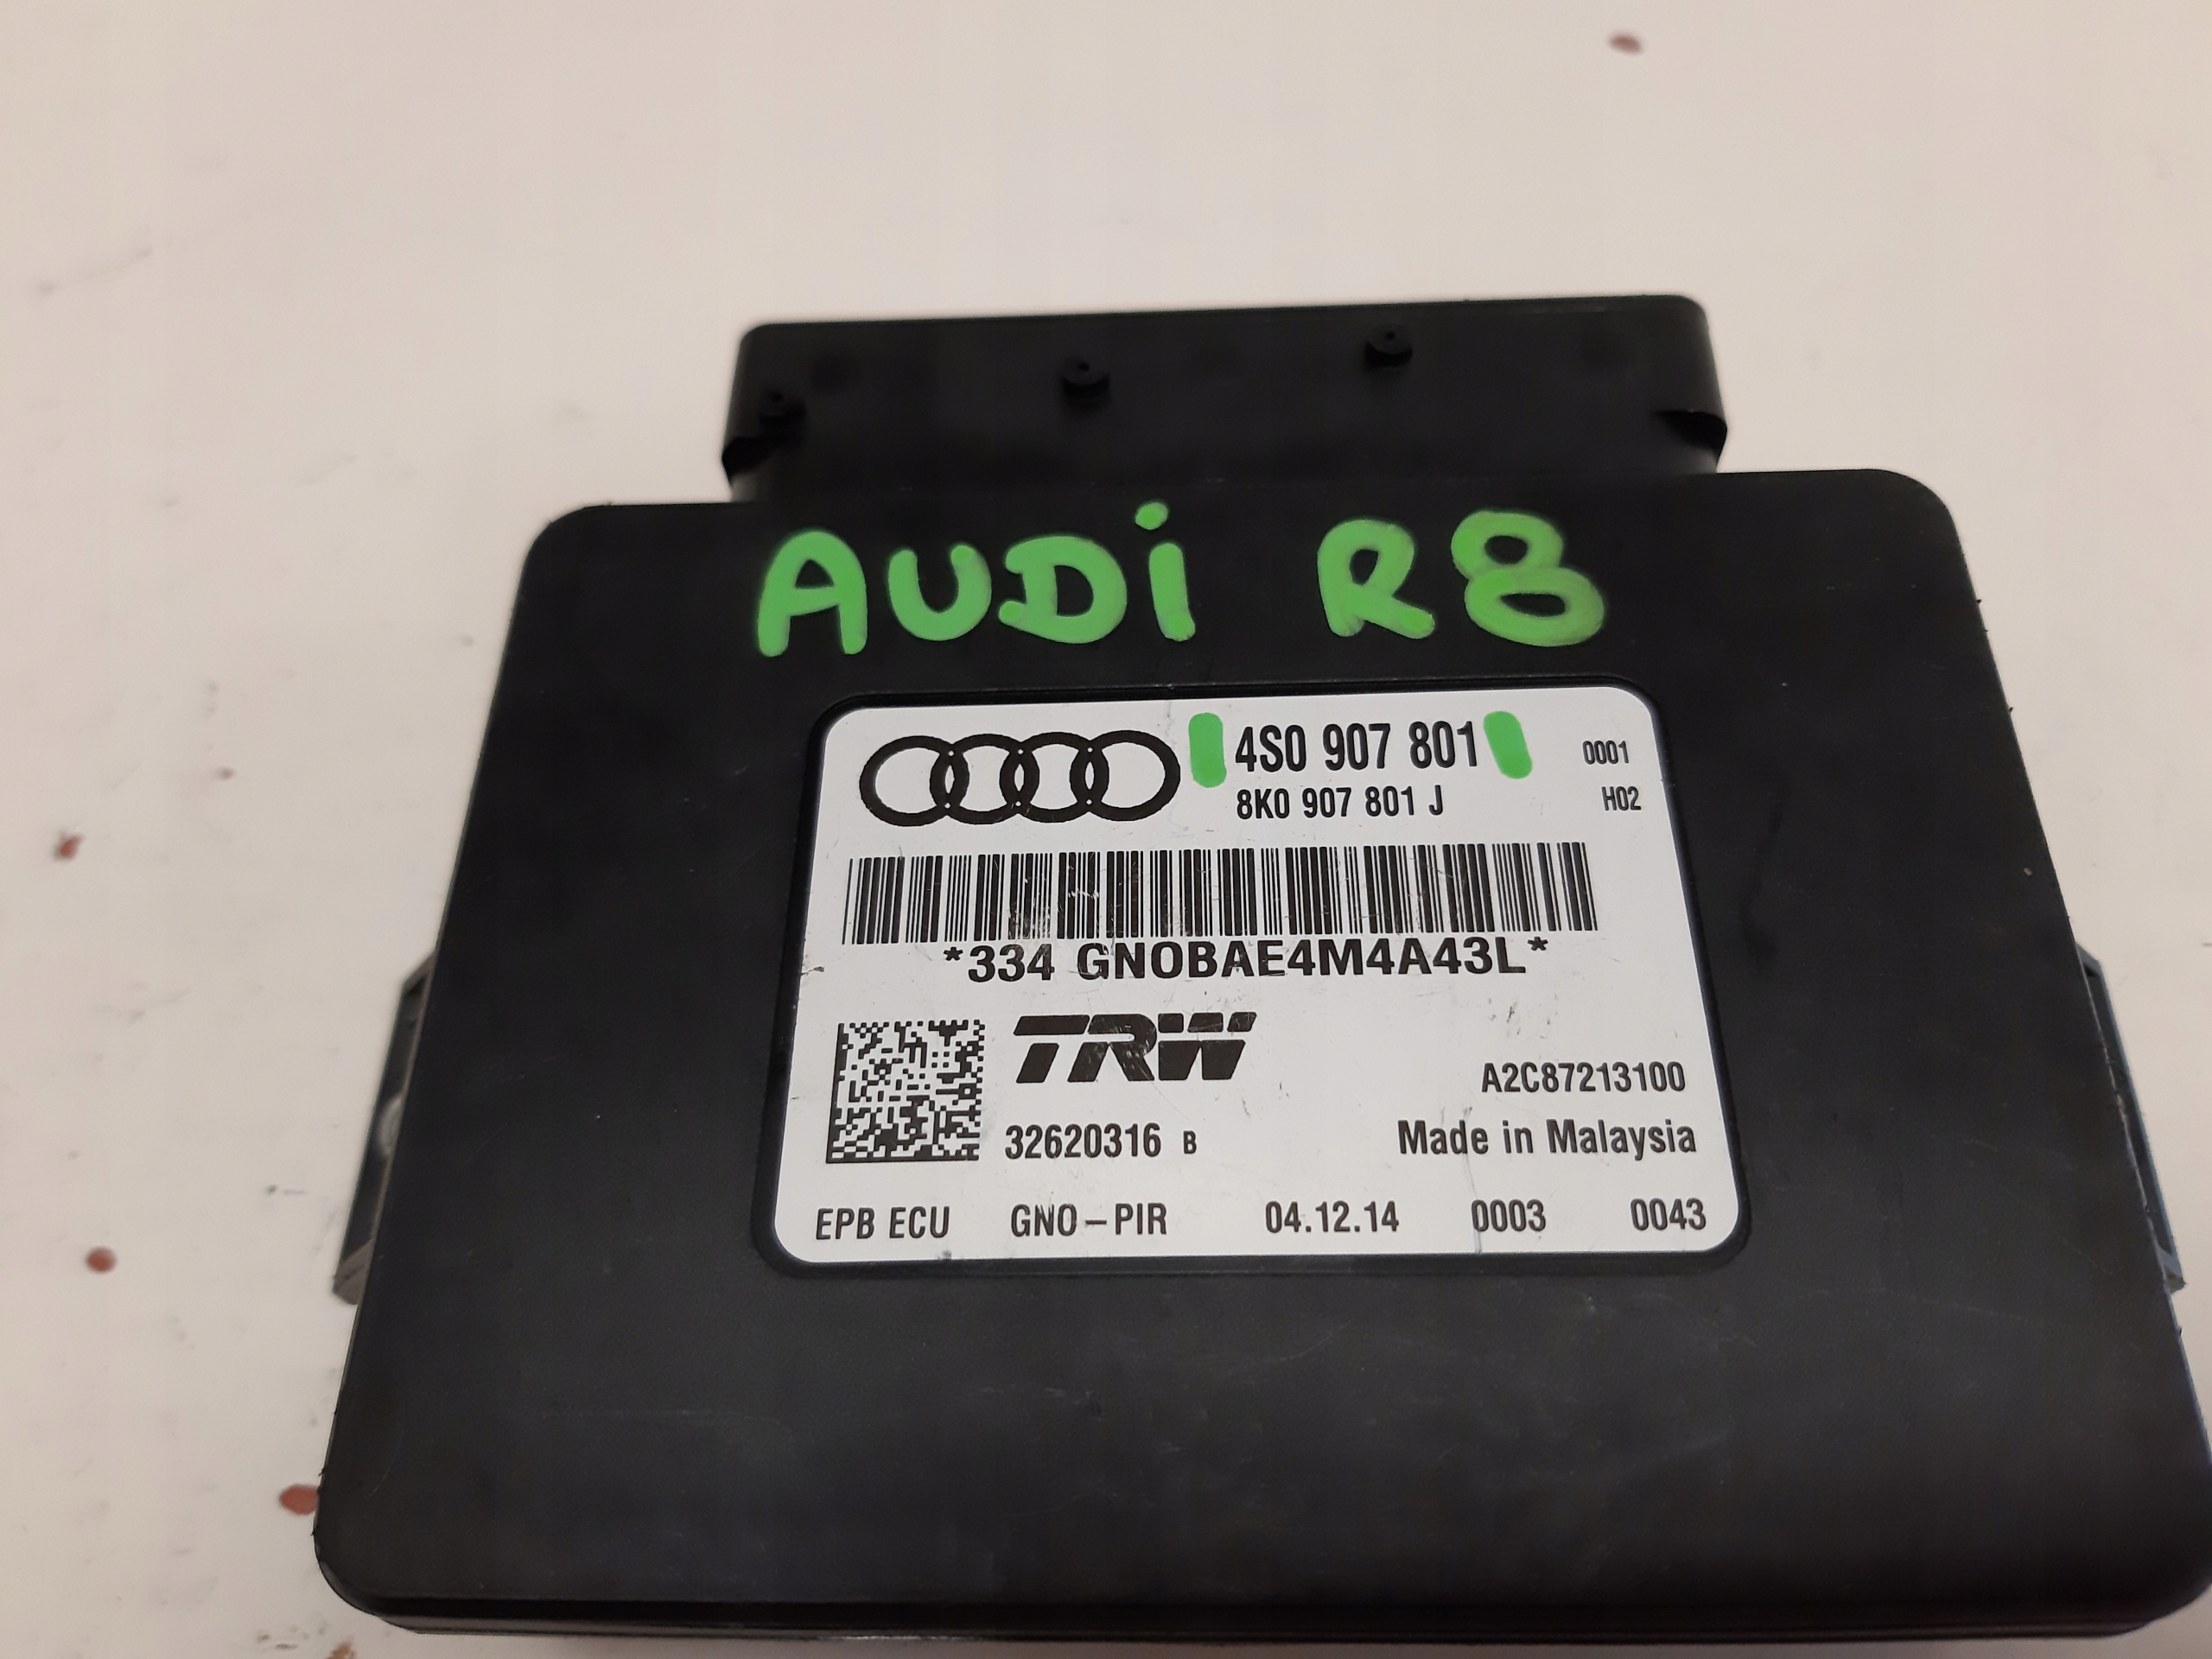 AUDi R8
4S0 907 801 0001
8K0 907 801 J H02
*334 GNOBAE4M4A43L*
TRW
A2C87213100
32620316 B Made in Malaysia
EPB ECU GNO-PIR 04.12.14 0003 0043